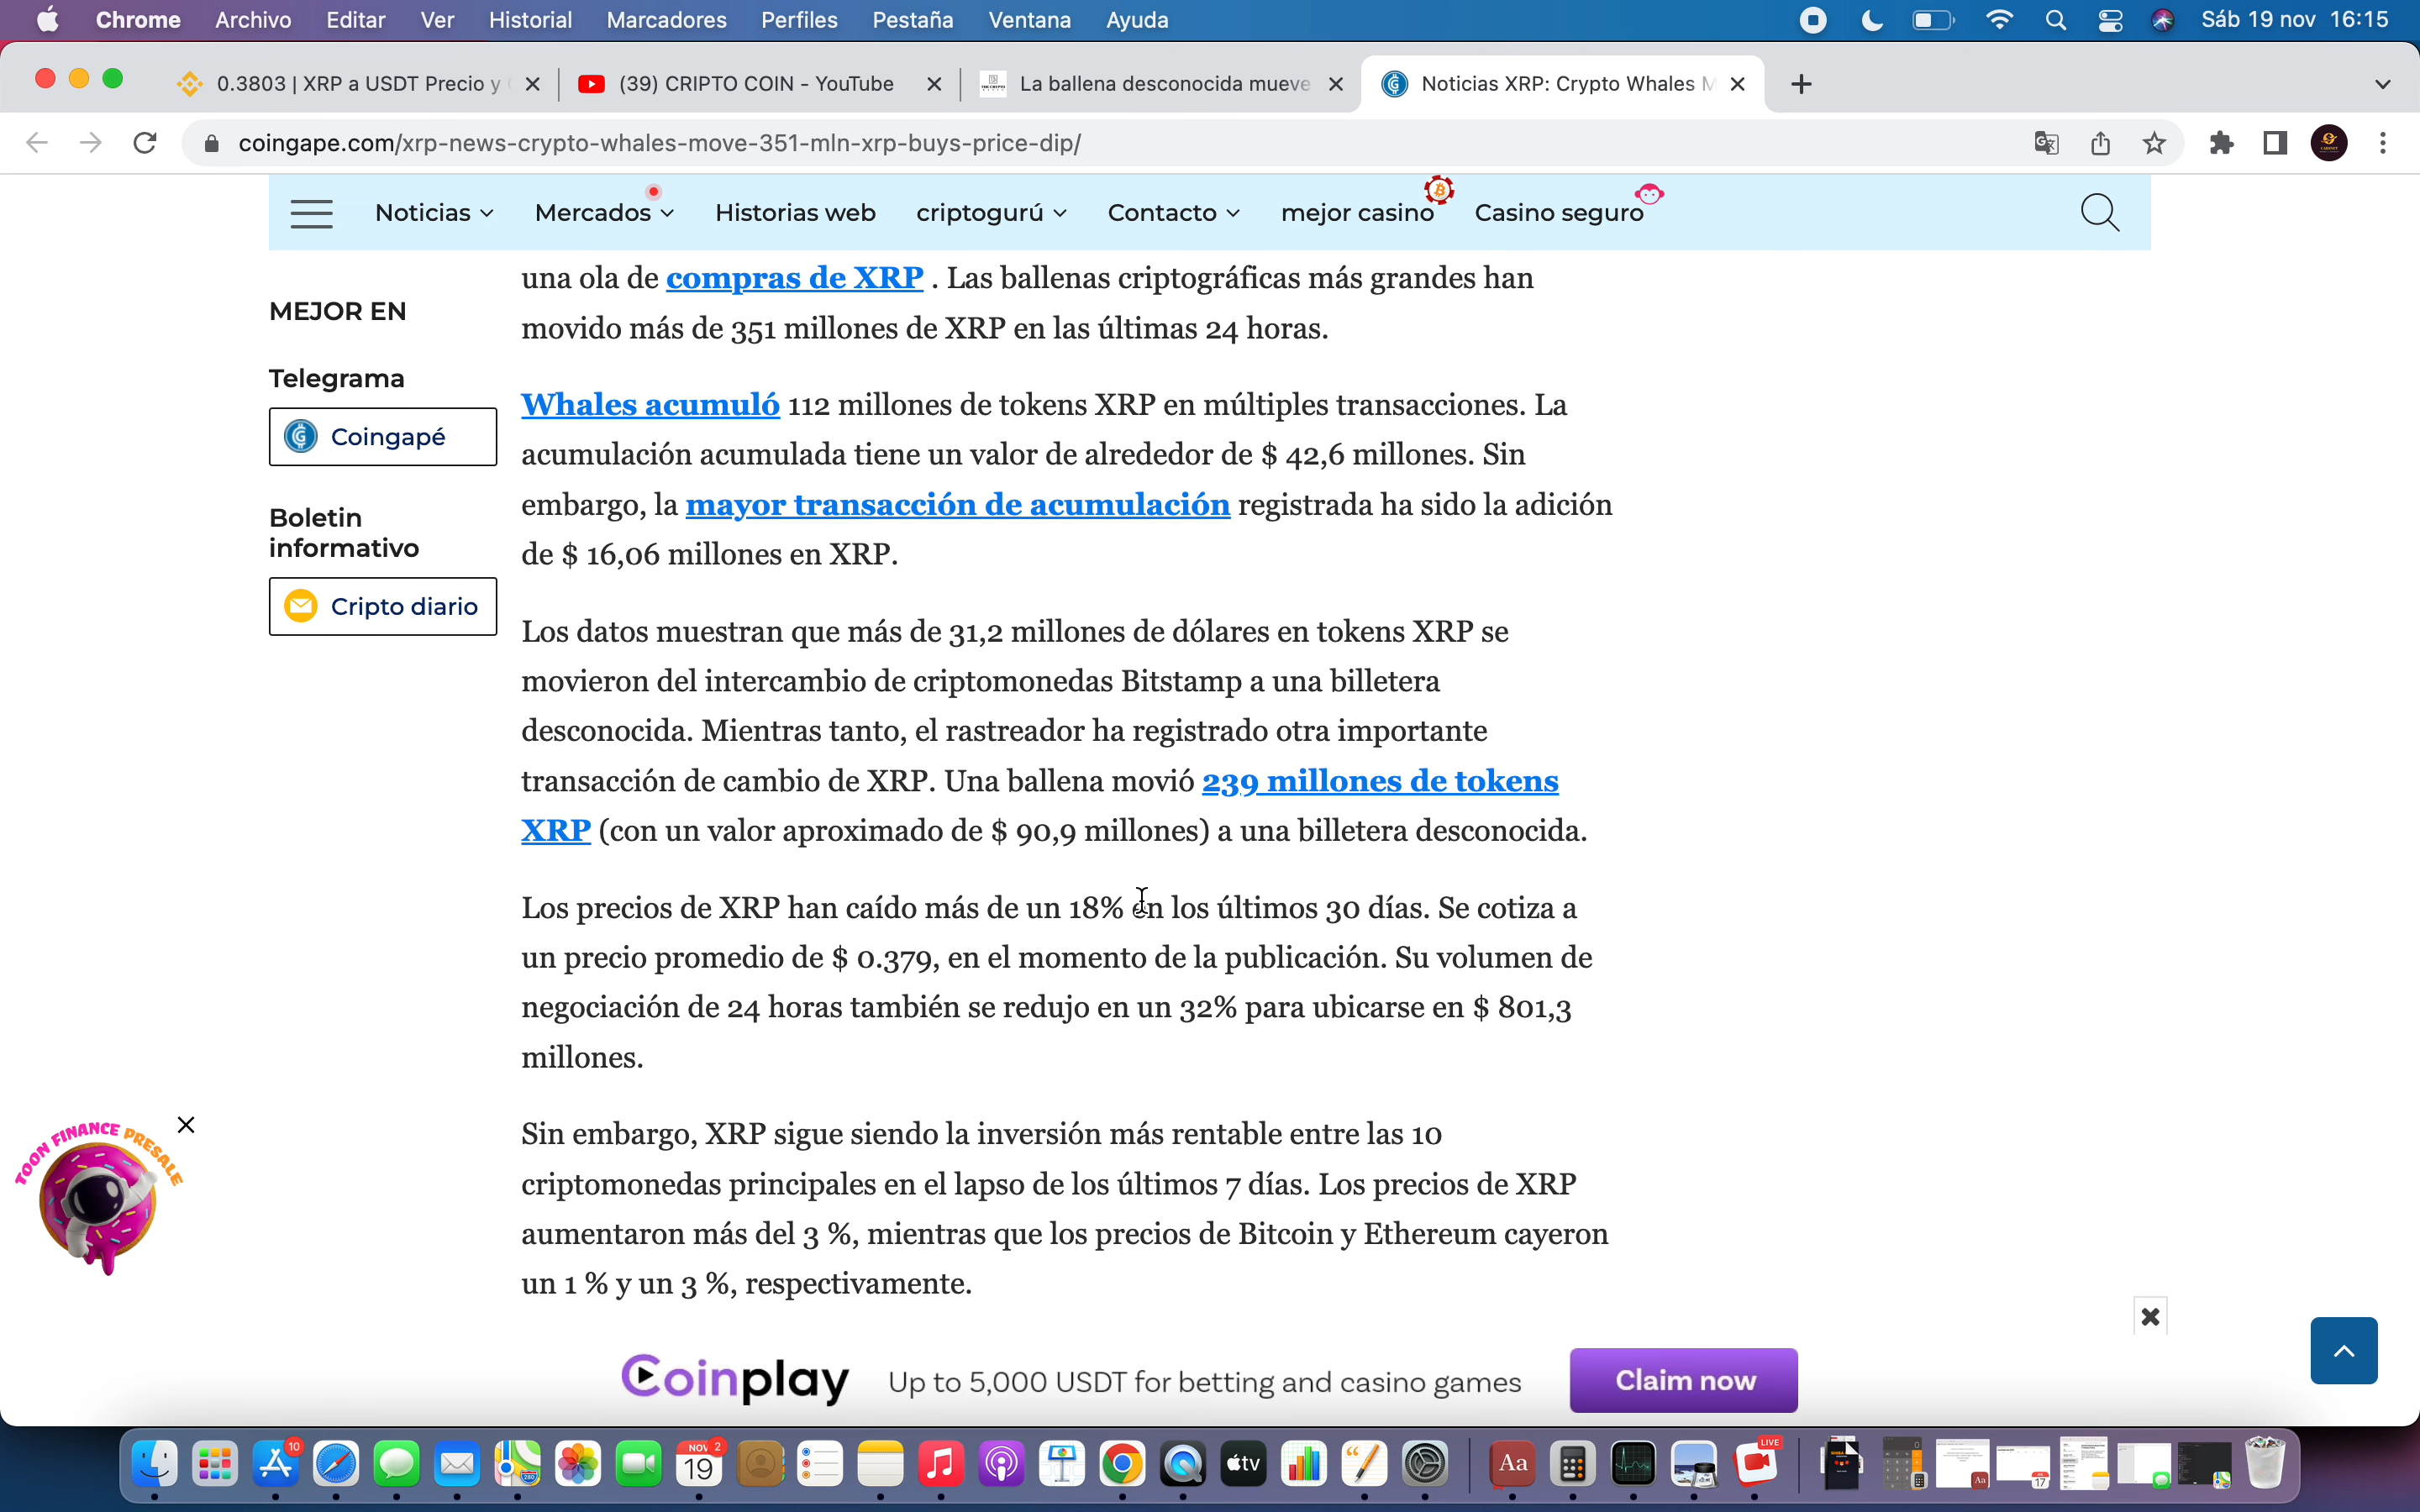 Chrome Archivo Editar Ver Historial Marcadores Perfiles Pestaña Ventana Ayuda Sáb 19 nov 16:15
0.3803 | XRP a USDT Precio y (39) CRIPTO COIN - YouTube La ballena desconocida mueve Noticias XRP: Crypto Whales M
coingape.com/xrp-news-crypto-whales-move-351-mln-xrp-buys-price-dip/
Noticias Mercados Historias web criptogurú Contacto mejor casino Casino seguro
MEJOR EN
Telegrama
Coingapé
Boletin
informativo
Cripto diario
una ola de compras de XRP . Las ballenas criptográficas más grandes han
movido más de 351 millones de XRP en las últimas 24 horas.
Whales acumuló 112 millones de tokens XRP en múltiples transacciones. La
acumulación acumulada tiene un valor de alrededor de $ 42,6 millones. Sin
embargo, la mayor transacción de acumulación registrada ha sido la adición
de $ 16,06 millones en XRP.
Los datos muestran que más de 31,2 millones de dólares en tokens XRP se
movieron del intercambio de criptomonedas Bitstamp a una billetera
desconocida. Mientras tanto, el rastreador ha registrado otra importante
transacción de cambio de XRP. Una ballena movió 239 millones de tokens
XRP (con un valor aproximado de $ 90,9 millones) a una billetera desconocida.
Los precios de XRP han caído más de un 18% en los últimos 30 días. Se cotiza a
un precio promedio de $ 0.379, en el momento de la publicación. Su volumen de
negociación de 24 horas también se redujo en un 32% para ubicarse en $ 801,3
millones.
Sin embargo, XRP sigue siendo la inversión más rentable entre las 10
criptomonedas principales en el lapso de los últimos 7 días. Los precios de XRP
aumentaron más del 3 %, mientras que los precios de Bitcoin y Ethereum cayeron
un 1 % y un 3 %, respectivamente.
TOON FINANCE PRESALE
Coinplay Up to 5,000 USDT for betting and casino games Claim now
10 280 NOV 2 19 tv Aa LIVE 17